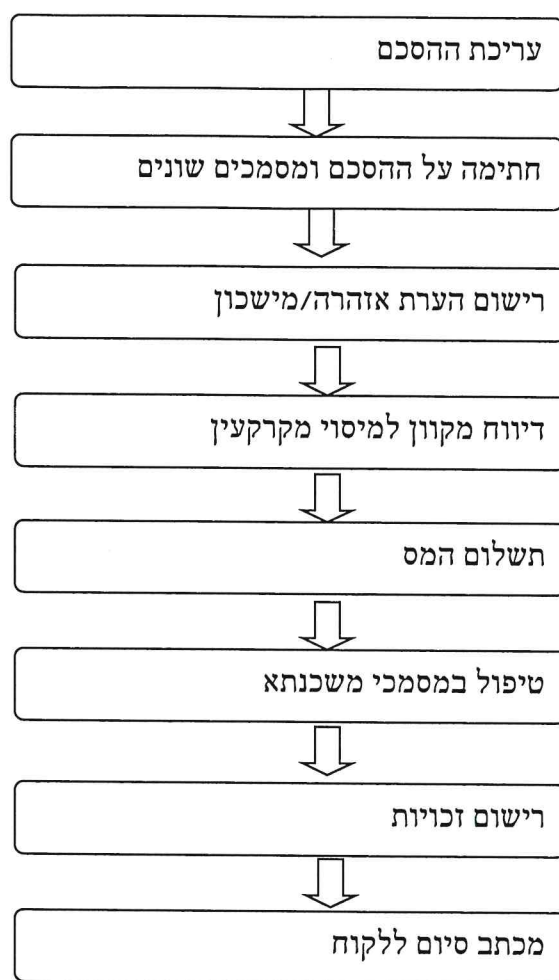 עריכת ההסכם
חתימה על ההסכם ומסמכים שונים
רישום הערת אזהרה/מישכון
דיווח מקוון למיסוי מקרקעין
תשלום המס
טיפול במסמכי משכנתא
רישום זכויות
מכתב סיום ללקוח